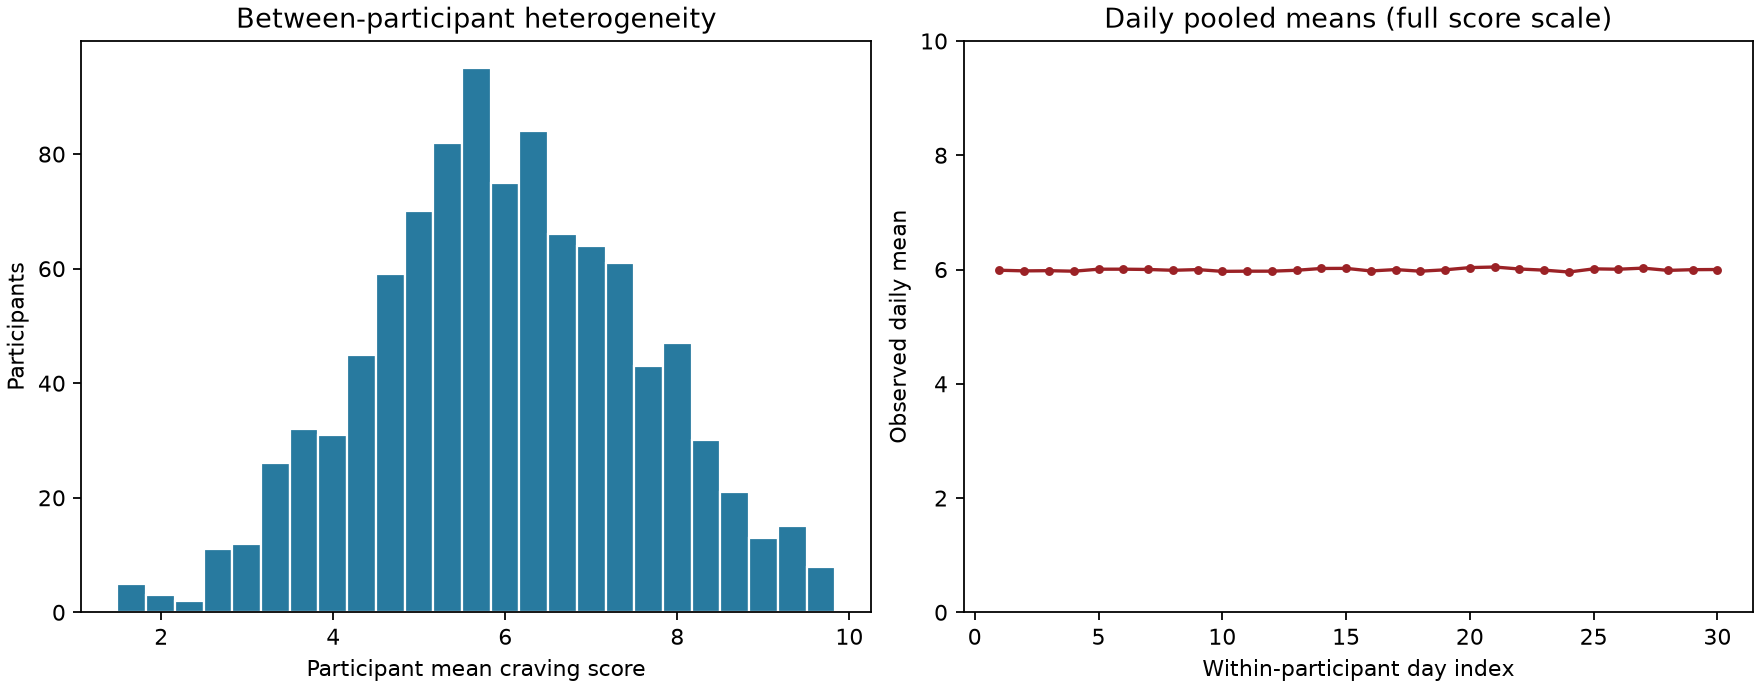 Between-participant heterogeneity
Participants
80
60
40
20
0
2 4 6 8 10
Participant mean craving score
Daily pooled means (full score scale)
Observed daily mean
10
8
6
4
2
0
0 5 10 15 20 25 30
Within-participant day index